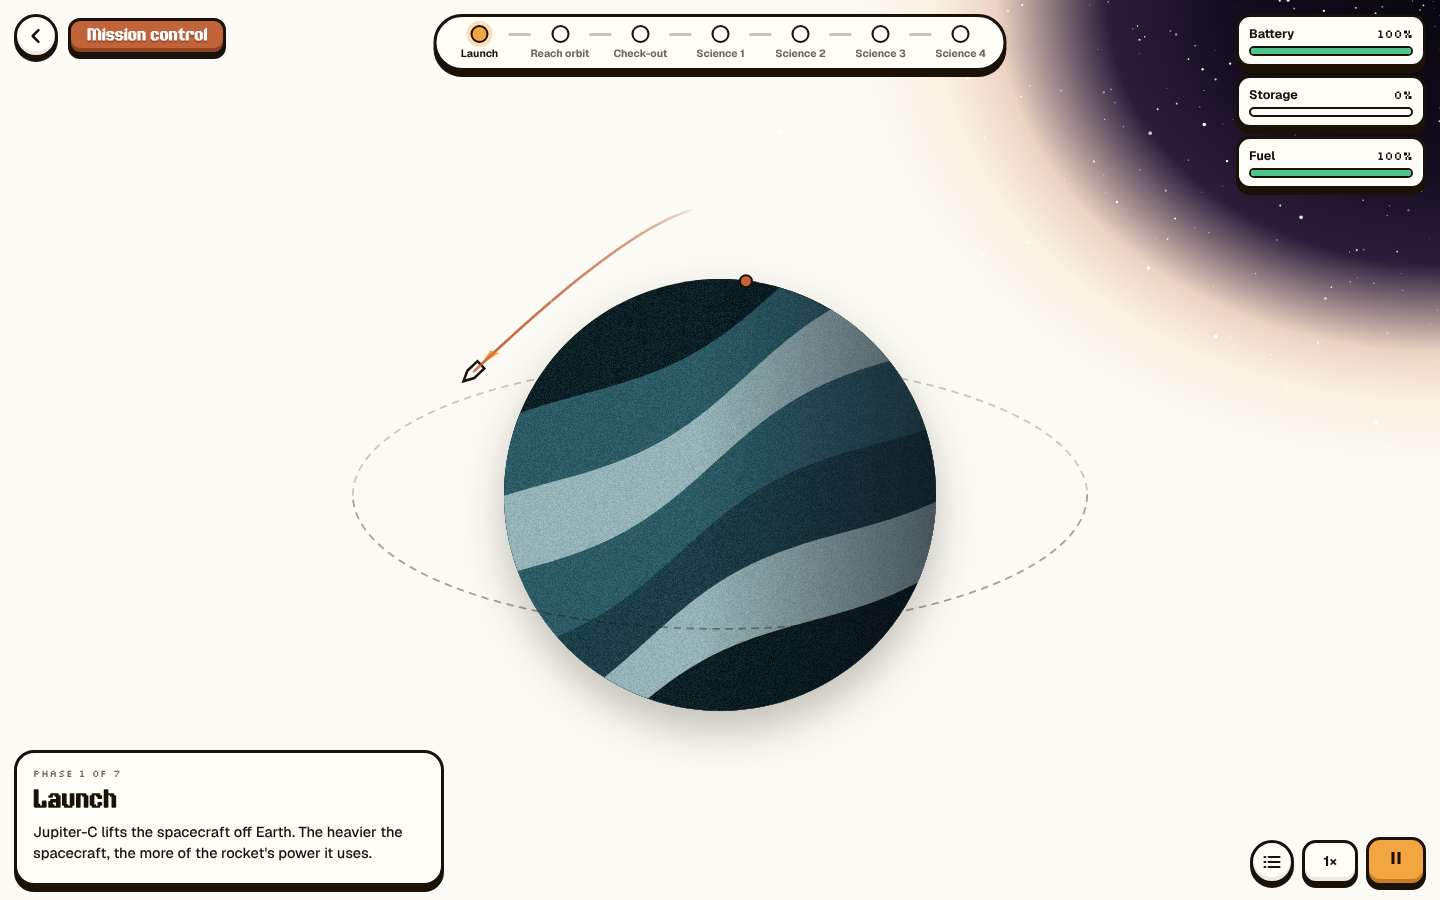 Mission control
Launch
Reach orbit
Check-out
Science 1
Science 2
Science 3
Science 4
Battery 100%
Storage 0%
Fuel 100%
PHASE 1 OF 7
Launch
Jupiter-C lifts the spacecraft off Earth. The heavier the
spacecraft, the more of the rocket's power it uses.
1×